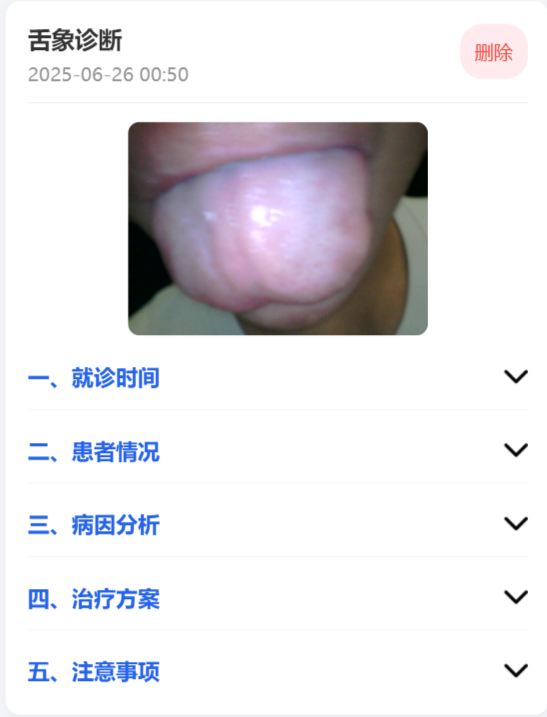 舌象诊断
删除
2025-06-26 00:50
一、就诊时间
二、患者情况
三、病因分析
四、治疗方案
五、注意事项